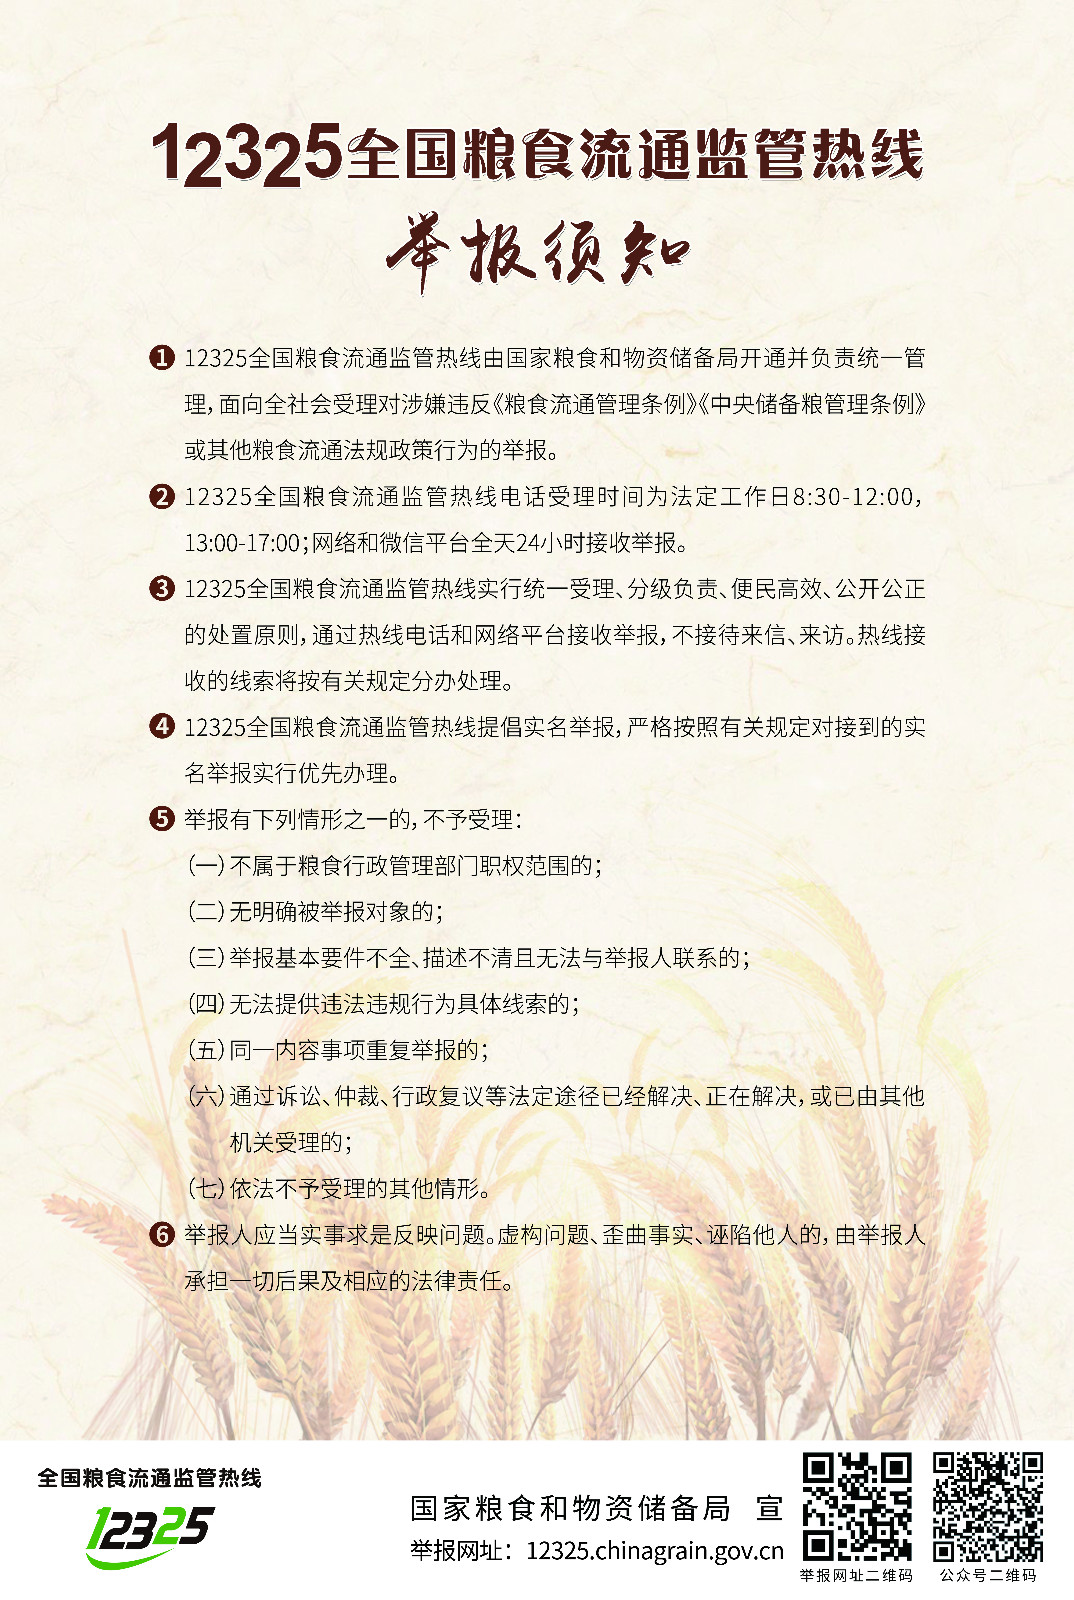 12325全国粮食流通监管热线
举报须知
1 12325全国粮食流通监管热线由国家粮食和物资储备局开通并负责统一管
理，面向全社会受理对涉嫌违反《粮食流通管理条例》《中央储备粮管理条例》
或其他粮食流通法规政策行为的举报。
2 12325全国粮食流通监管热线电话受理时间为法定工作日8:30-12:00，
13:00-17:00；网络和微信平台全天24小时接收举报。
3 12325全国粮食流通监管热线实行统一受理、分级负责、便民高效、公开公正
的处置原则，通过热线电话和网络平台接收举报，不接待来信、来访。热线接
收的线索将按有关规定分办处理。
4 12325全国粮食流通监管热线提倡实名举报，严格按照有关规定对接到的实
名举报实行优先办理。
5 举报有下列情形之一的，不予受理：
（一）不属于粮食行政管理部门职权范围的；
（二）无明确被举报对象的；
（三）举报基本要件不全、描述不清且无法与举报人联系的；
（四）无法提供违法违规行为具体线索的；
（五）同一内容事项重复举报的；
（六）通过诉讼、仲裁、行政复议等法定途径已经解决、正在解决，或已由其他
机关受理的；
（七）依法不予受理的其他情形。
6 举报人应当实事求是反映问题。虚构问题、歪曲事实、诬陷他人的，由举报人
承担一切后果及相应的法律责任。
全国粮食流通监管热线
12325
国家粮食和物资储备局 宣
举报网址：12325.chinagrain.gov.cn
举报网址二维码
公众号二维码